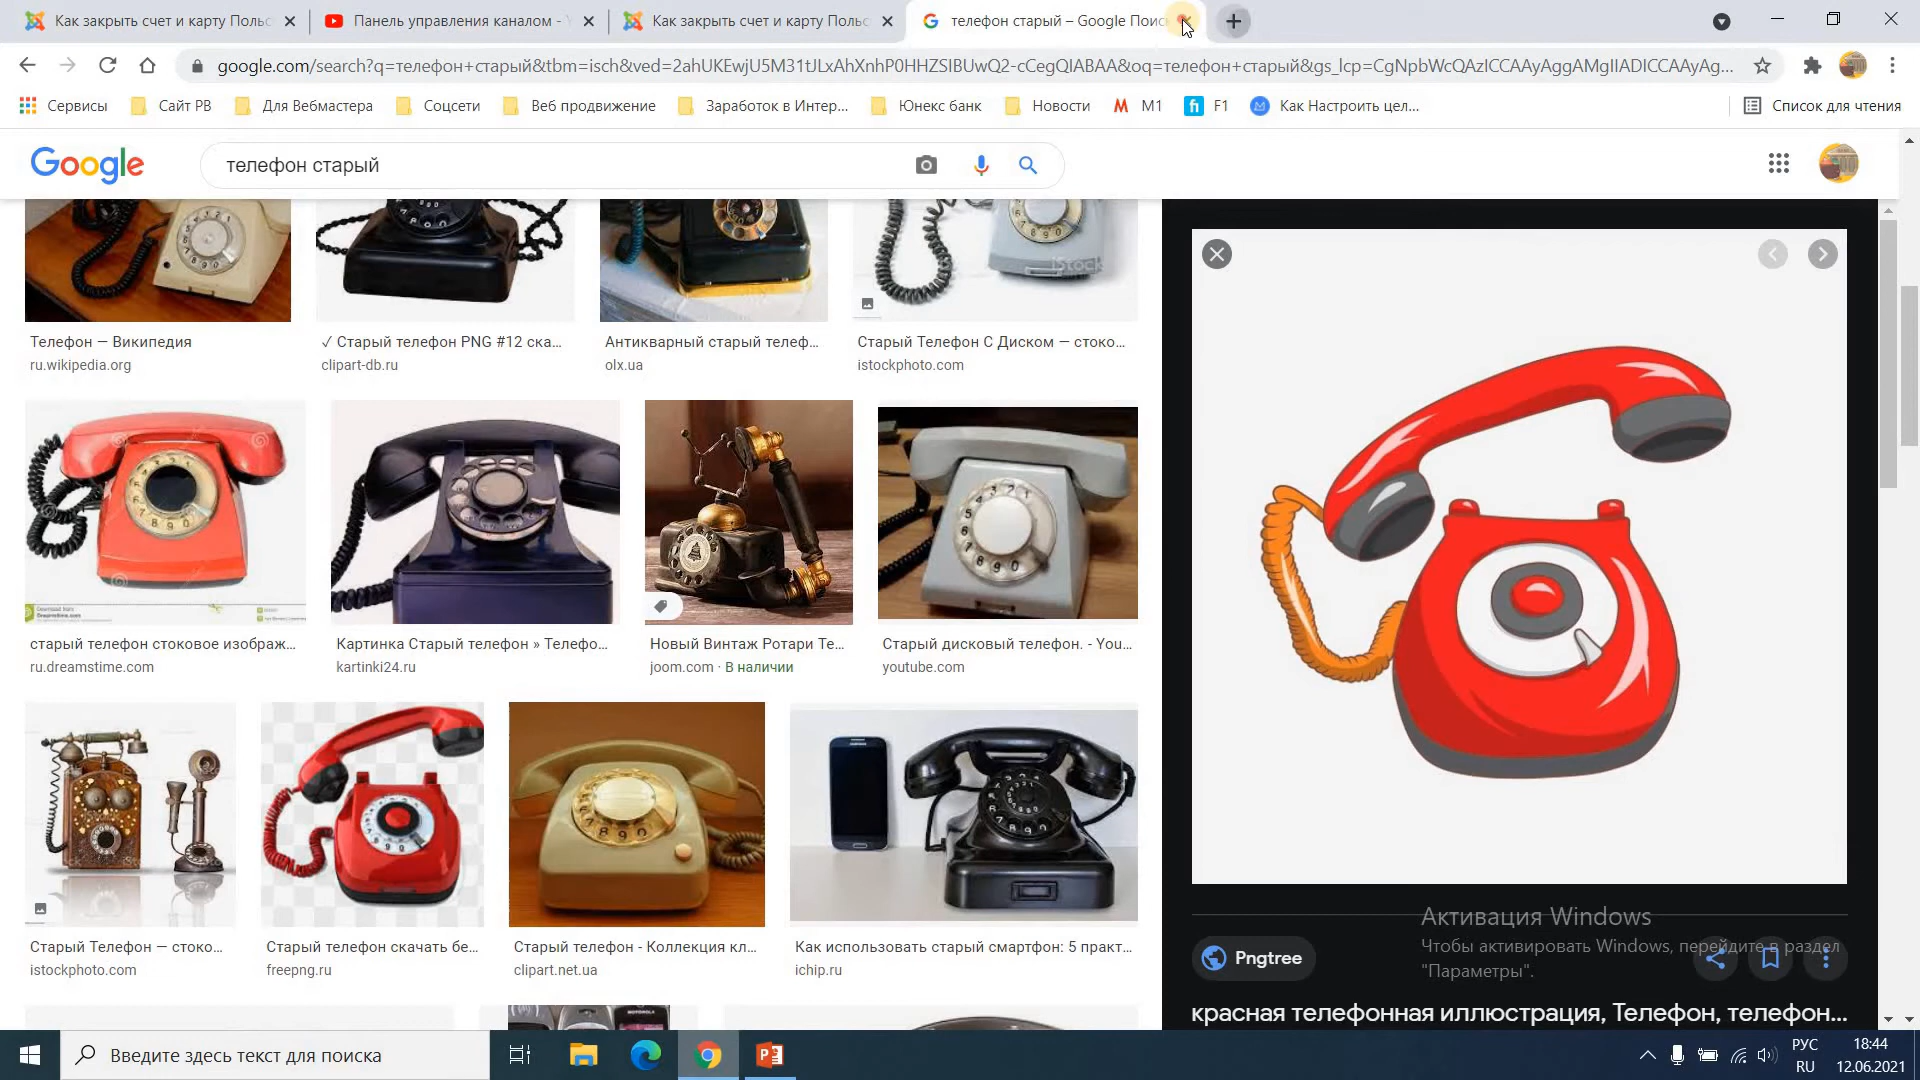 Как закрыть счет и карту Польс
Панель управления каналом -
Как закрыть счет и карту Польс
телефон старый – Google Поис
google.com/search?q=телефон+старый&tbm=isch&ved=2ahUKEwjU5M31tJLxAhXnhP0HHZSIBUwQ2-cCegQIABAA&oq=телефон+старый&gs_lcp=CgNpbWcQAzICCAAyAggAMgIIADICCAAyAg...
Сервисы
Сайт РВ
Для Вебмастера
Соцсети
Веб продвижение
Заработок в Интер...
Юнекс банк
Новости
M1
F1
Как Настроить цел...
Список для чтения
Google
телефон старый
Телефон — Википедия
ru.wikipedia.org
✓ Старый телефон PNG #12 ска...
clipart-db.ru
Антикварный старый телеф...
olx.ua
iStock
Старый Телефон С Диском — стоко...
istockphoto.com
старый телефон стоковое изображ...
ru.dreamstime.com
Картинка Старый телефон » Телефо...
kartinki24.ru
Новый Винтаж Ротари Те...
joom.com · В наличии
Старый дисковый телефон. - You...
youtube.com
Старый Телефон — стоко...
istockphoto.com
Старый телефон скачать бе...
freepng.ru
Старый телефон - Коллекция кл...
clipart.net.ua
Как использовать старый смартфон: 5 практ...
ichip.ru
MOTOROLA
Pngtree
Активация Windows
Чтобы активировать Windows, перейдите в раздел
"Параметры".
красная телефонная иллюстрация, Телефон, телефон...
Введите здесь текст для поиска
РУС
RU
18:44
12.06.2021